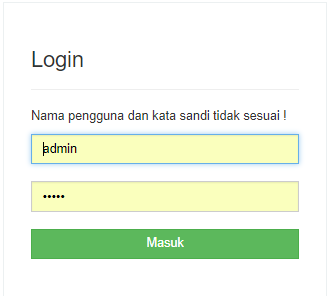 Login
Nama pengguna dan kata sandi tidak sesuai !
admin
•••••
Masuk